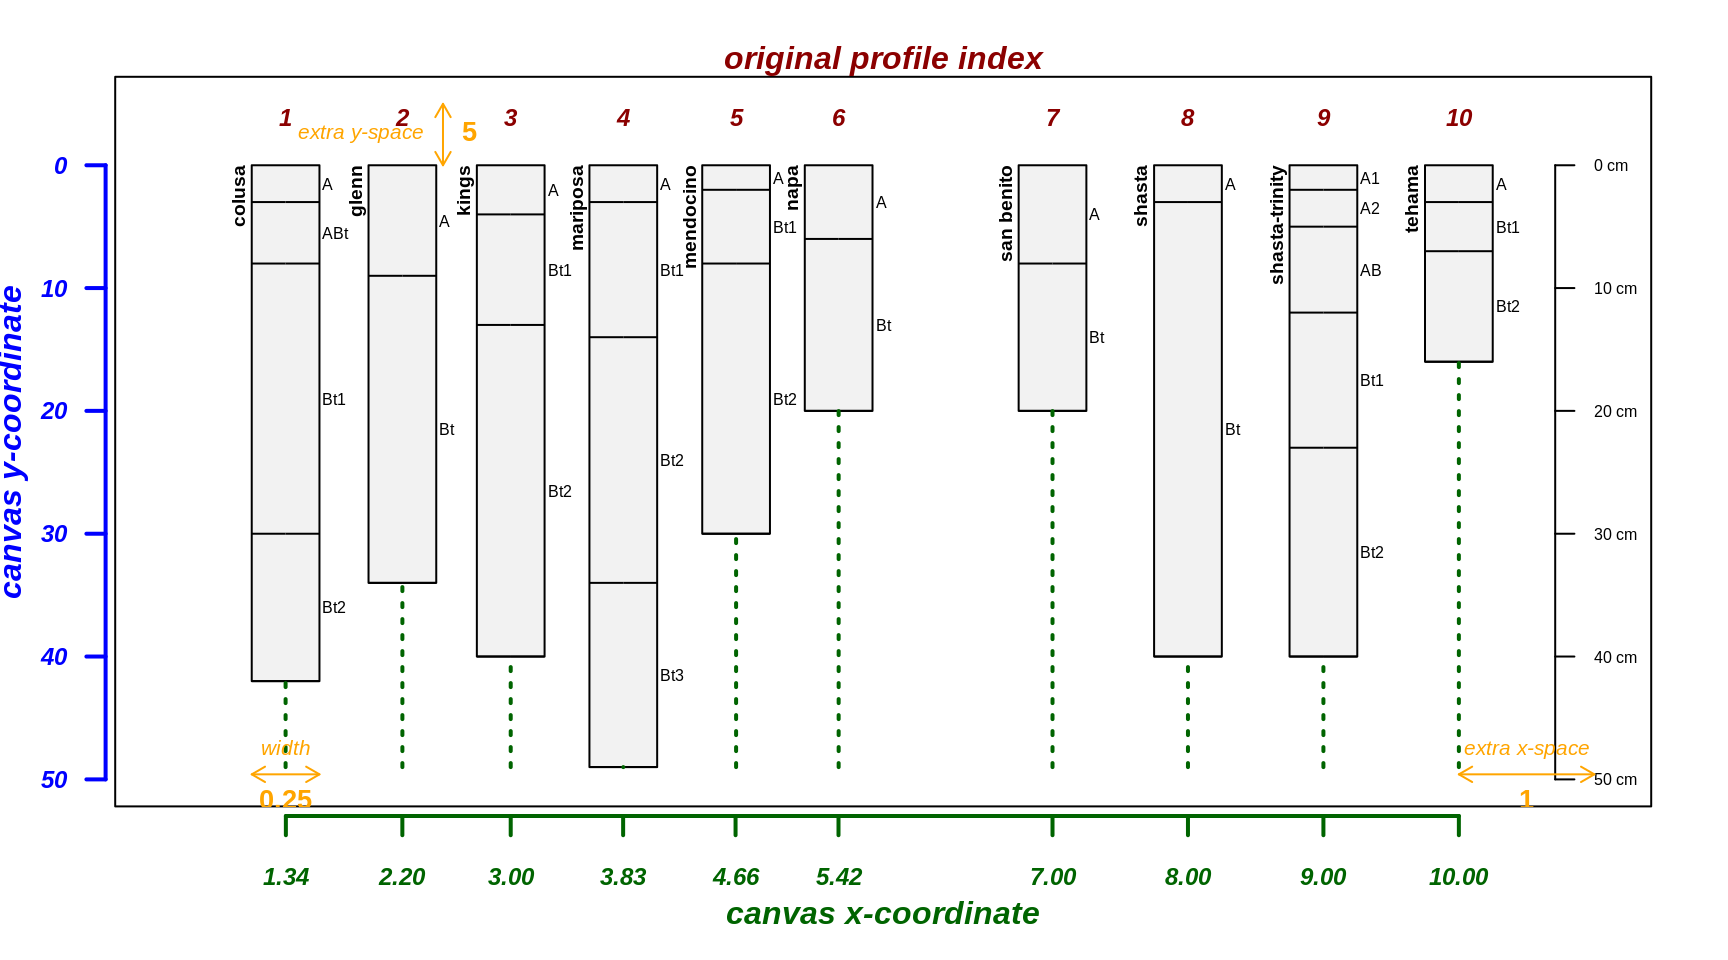 original profile index
1 2 3 4 5 6 7 8 9 10
extra y-space 5
canvas y-coordinate
0
10
20
30
40
50
colusa
A
ABt
Bt1
Bt2
glenn
A
Bt
kings
A
Bt1
Bt2
mariposa
A
Bt1
Bt2
Bt3
mendocino
A
Bt1
Bt2
napa
A
Bt
san benito
A
Bt
shasta
A
Bt
shasta-trinity
A1
A2
AB
Bt1
Bt2
tehama
A
Bt1
Bt2
0 cm
10 cm
20 cm
30 cm
40 cm
50 cm
width
0.25
extra x-space
1
1.34 2.20 3.00 3.83 4.66 5.42 7.00 8.00 9.00 10.00
canvas x-coordinate